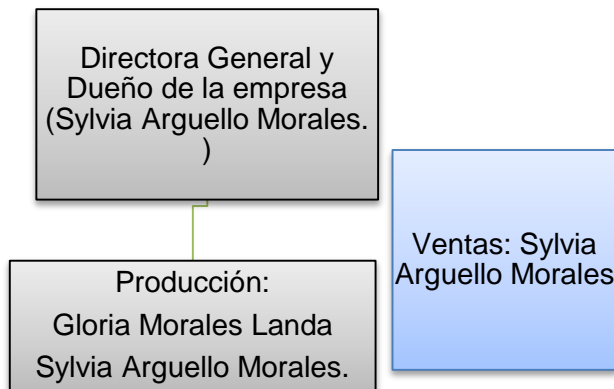 Directora General y
Dueño de la empresa
(Sylvia Arguello Morales.
)
Ventas: Sylvia
Arguello Morales
Producción:
Gloria Morales Landa
Sylvia Arguello Morales.